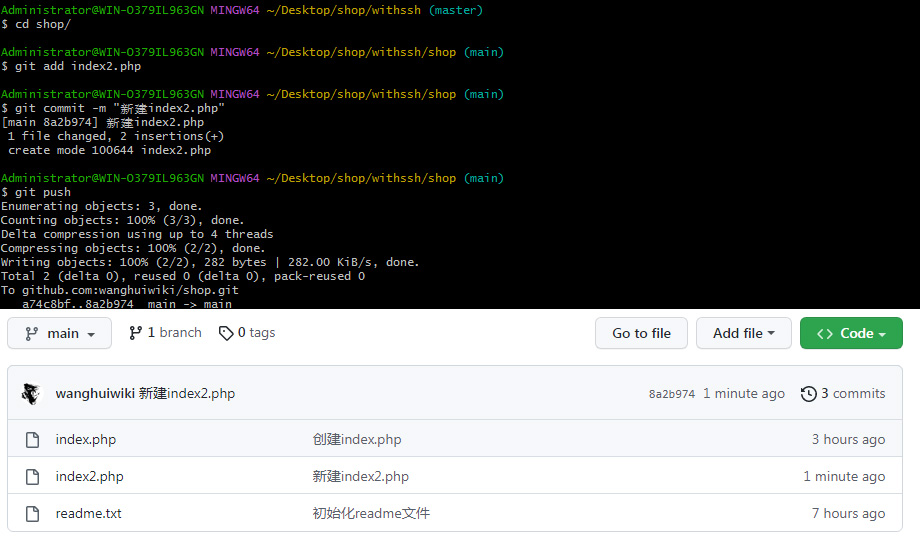 Administrator@WIN-O379IL963GN MINGW64 ~/Desktop/shop/withssh (master)
$ cd shop/
Administrator@WIN-O379IL963GN MINGW64 ~/Desktop/shop/withssh/shop (main)
$ git add index2.php
Administrator@WIN-O379IL963GN MINGW64 ~/Desktop/shop/withssh/shop (main)
$ git commit -m "新建index2.php"
[main 8a2b974] 新建index2.php
1 file changed, 2 insertions(+)
create mode 100644 index2.php
Administrator@WIN-O379IL963GN MINGW64 ~/Desktop/shop/withssh/shop (main)
$ git push
Enumerating objects: 3, done.
Counting objects: 100% (3/3), done.
Delta compression using up to 4 threads
Compressing objects: 100% (2/2), done.
Writing objects: 100% (2/2), 282 bytes | 282.00 KiB/s, done.
Total 2 (delta 0), reused 0 (delta 0), pack-reused 0
To github.com:wanghuiwiki/shop.git
a74c8bf..8a2b974 main -> main
main 1 branch 0 tags Go to file Add file Code
wanghuiwiki 新建index2.php 8a2b974 1 minute ago 3 commits
index.php 创建index.php 3 hours ago
index2.php 新建index2.php 1 minute ago
readme.txt 初始化readme文件 7 hours ago